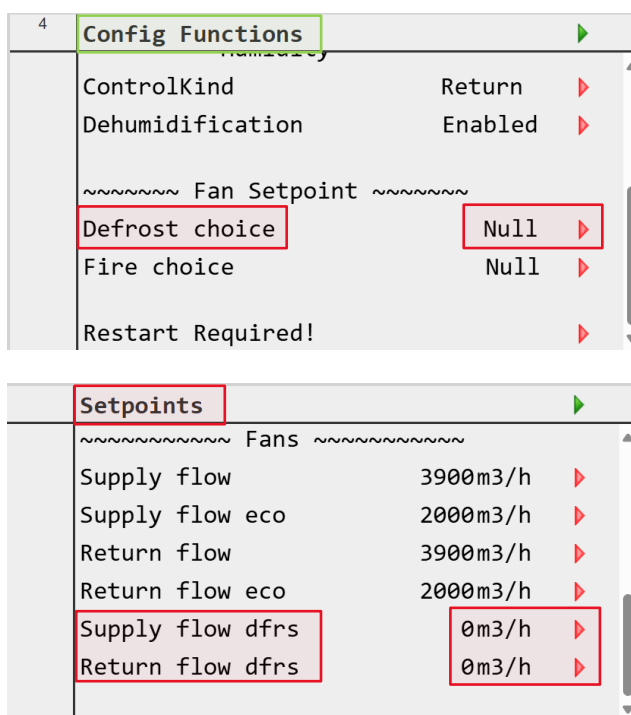 4
Config Functions
Humidity
ControlKind Return
Dehumidification Enabled
~~~~~~~ Fan Setpoint ~~~~~~~
Defrost choice Null
Fire choice Null
Restart Required!
Setpoints
~~~~~~~~~~~ Fans ~~~~~~~~~~~
Supply flow 3900m3/h
Supply flow eco 2000m3/h
Return flow 3900m3/h
Return flow eco 2000m3/h
Supply flow dfrs 0m3/h
Return flow dfrs 0m3/h